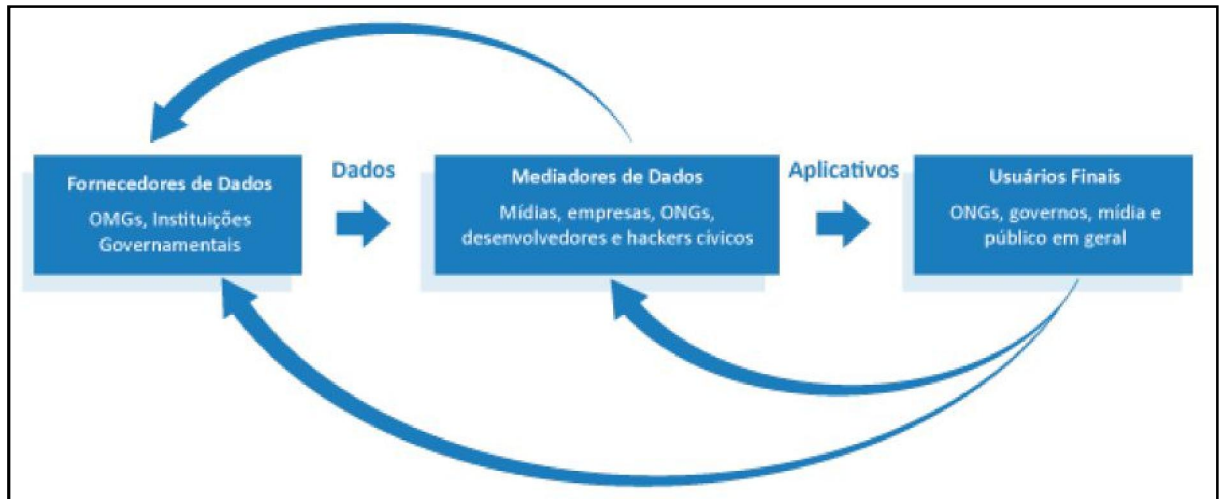 Fornecedores de Dados
OMGs, Instituições
Governamentais
Dados
Mediadores de Dados
Mídias, empresas, ONGs,
desenvolvedores e hackers cívicos
Aplicativos
Usuários Finais
ONGs, governos, mídia e
público em geral